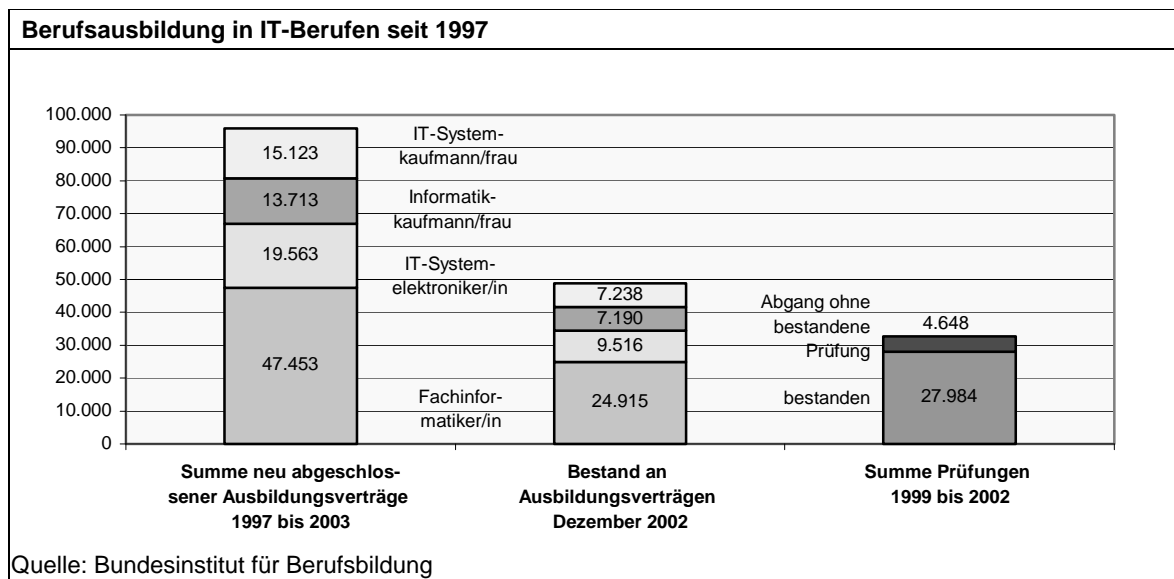 Berufsausbildung in IT-Berufen seit 1997
100.000
90.000
80.000
70.000
60.000
50.000
40.000
30.000
20.000
10.000
0
15.123
13.713
19.563
47.453
IT-System-
kaufmann/frau
Informatik-
kaufmann/frau
IT-System-
elektroniker/in
Fachinfor-
matiker/in
7.238
7.190
9.516
24.915
Abgang ohne
bestandene
Prüfung
bestanden
4.648
27.984
Summe neu abgeschlos-
sener Ausbildungsverträge
1997 bis 2003
Bestand an
Ausbildungsverträgen
Dezember 2002
Summe Prüfungen
1999 bis 2002
Quelle: Bundesinstitut für Berufsbildung